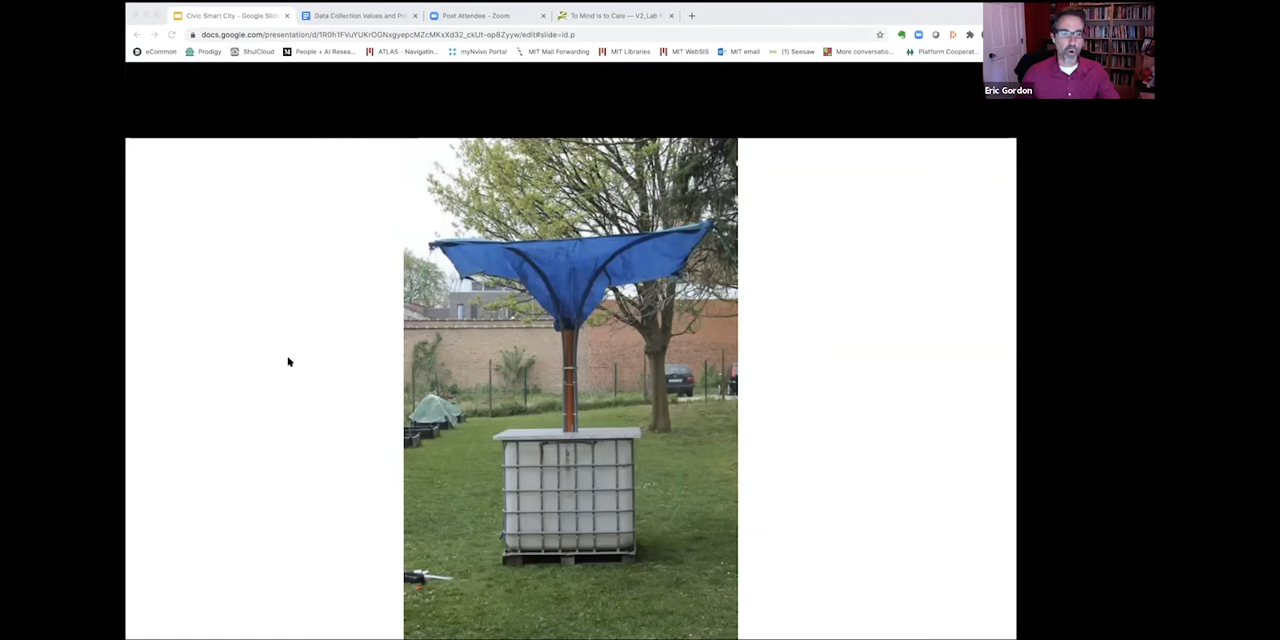 Civic Smart City - Google Slid
Data Collection Values and Po
Post Attendee - Zoom
To Mind Is to Care — V2_Lab f
docs.google.com/presentation/d/1R0h1FVuYUKrOGNxgyepcMZcMKxXd32_ckUt-op8Zyyw/edit#slide=id.p
eCommon Prodigy ShulCloud People + AI Resea... ATLAS - Navigatin... myNvivo Portal MIT Mail Forwarding MIT Libraries MIT WebSIS MIT email (1) Seesaw More conversatio... Platform Cooperat...
Eric Gordon